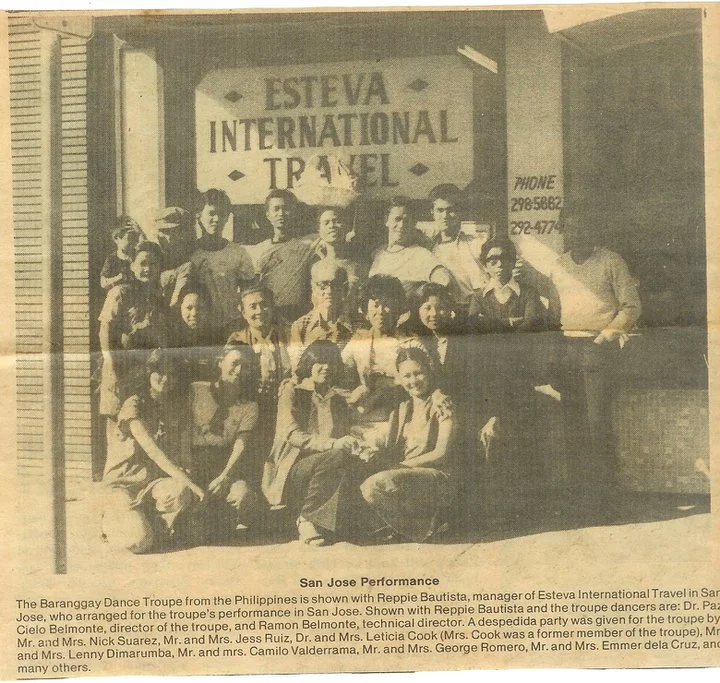 ESTEVA
INTERNATIONAL
TRAVEL
PHONE
298-5882
292-4774
San Jose Performance
The Baranggay Dance Troupe from the Philippines is shown with Reppie Bautista, manager of Esteva International Travel in San
Jose, who arranged for the troupe's performance in San Jose. Shown with Reppie Bautista and the troupe dancers are: Dr. Paz
Cielo Belmonte, director of the troupe, and Ramon Belmonte, technical director. A despedida party was given for the troupe by
Mr. and Mrs. Nick Suarez, Mr. and Mrs. Jess Ruiz, Dr. and Mrs. Leticia Cook (Mrs. Cook was a former member of the troupe), Mr.
and Mrs. Lenny Dimarumba, Mr. and mrs. Camilo Valderrama, Mr. and Mrs. George Romero, Mr. and Mrs. Emmer dela Cruz, and
many others.